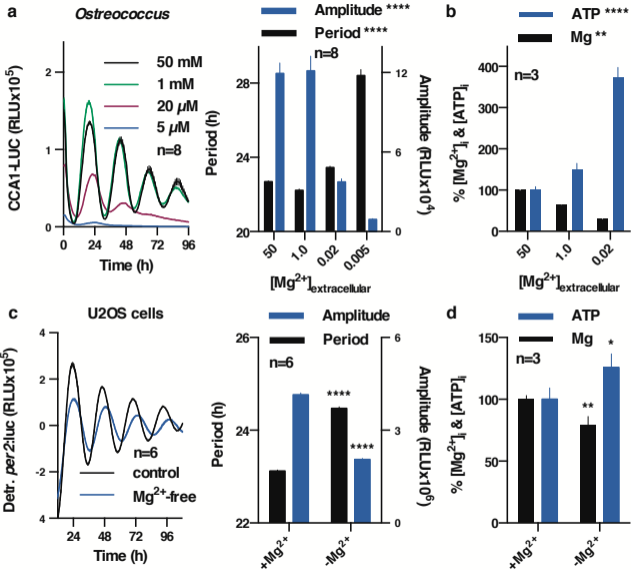 a
Ostreococcus
CCA1-LUC (RLUx10⁵)
2
1
0
50 mM
1 mM
20 µM
5 µM
n=8
0 24 48 72 96
Time (h)
Amplitude ****
Period ****
n=8
Period (h)
28
24
20
12
6
0
Amplitude (RLUx10⁴)
50 1.0 0.02 0.005
[Mg²⁺]extracellular
b
ATP ****
Mg **
n=3
% [Mg²⁺]i & [ATP]i
400
300
200
100
0
50 1.0 0.02
[Mg²⁺]extracellular
c
U2OS cells
Detr. per2:luc (RLUx10⁵)
4
2
0
-2
4
n=6
control
Mg²⁺-free
24 48 72 96
Time (h)
Amplitude
Period
n=6
Period (h)
26
24
22
****
****
6
3
0
Amplitude (RLUx10⁶)
+Mg²⁺ -Mg²⁺
d
ATP
Mg
n=3
% [Mg²⁺]i & [ATP]i
150
100
50
0
**
*
+Mg²⁺ -Mg²⁺